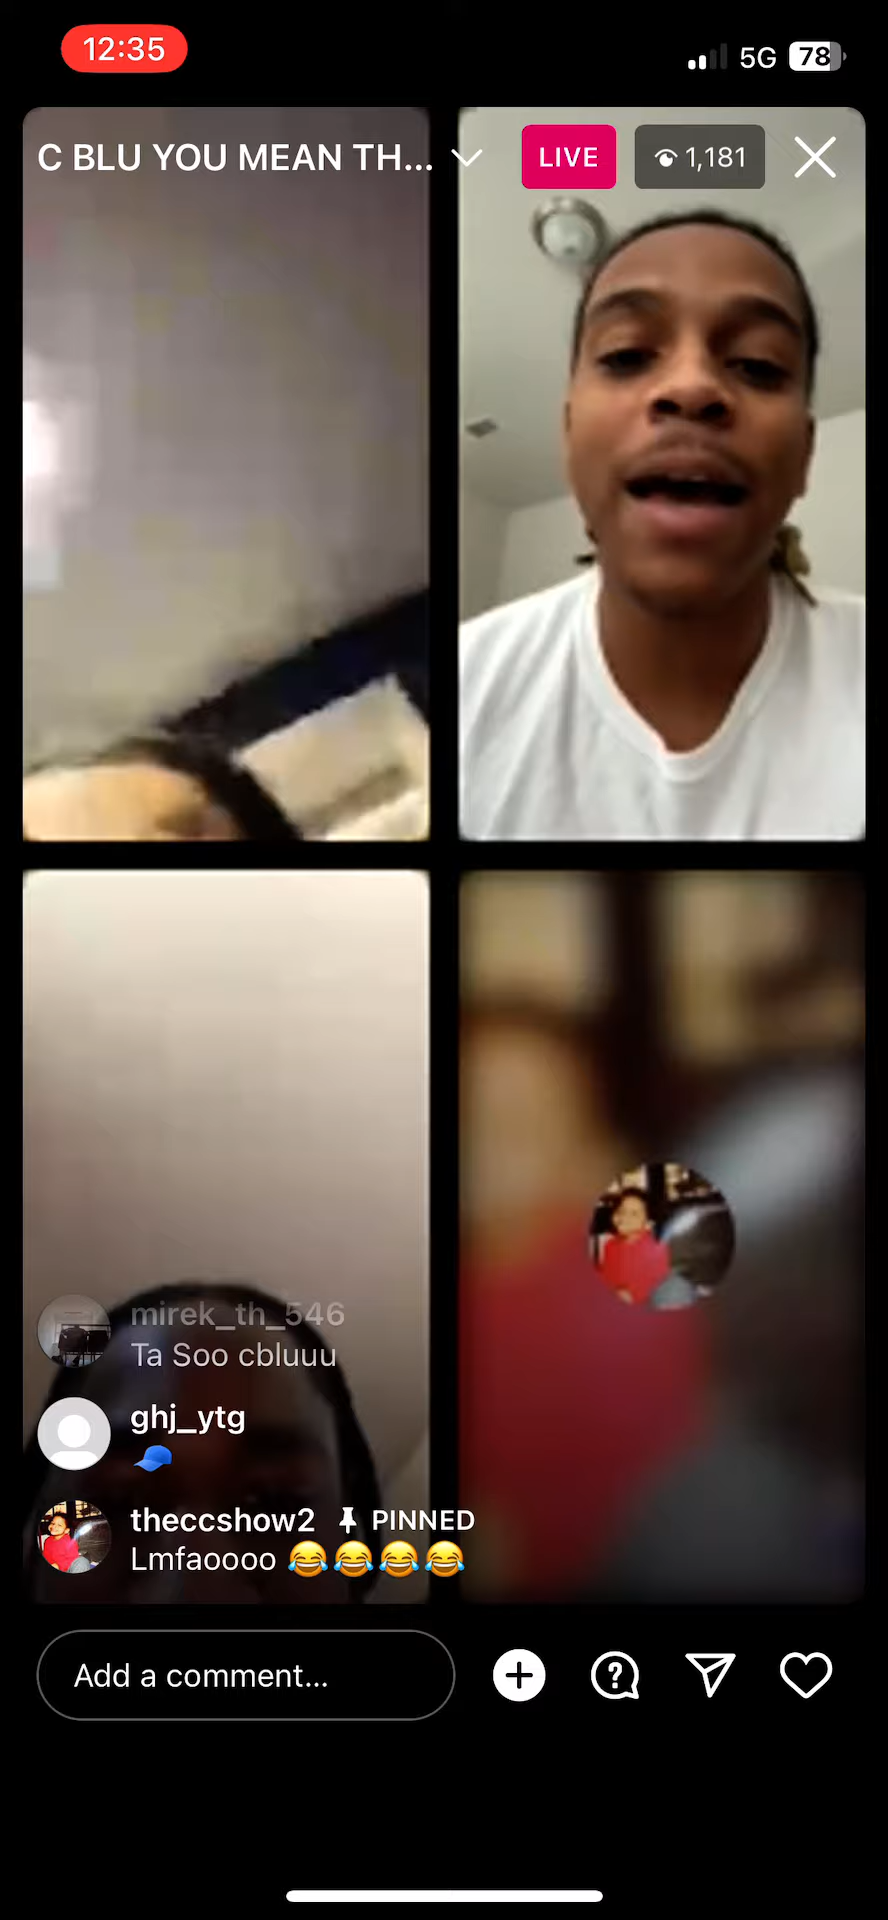 12:35
5G
78
C BLU YOU MEAN TH...
LIVE
1,181
mirek_th_546
Ta Soo cbluuu
ghj_ytg
🧢
theccshow2 PINNED
Lmfaoooo 😂😂😂😂
Add a comment...